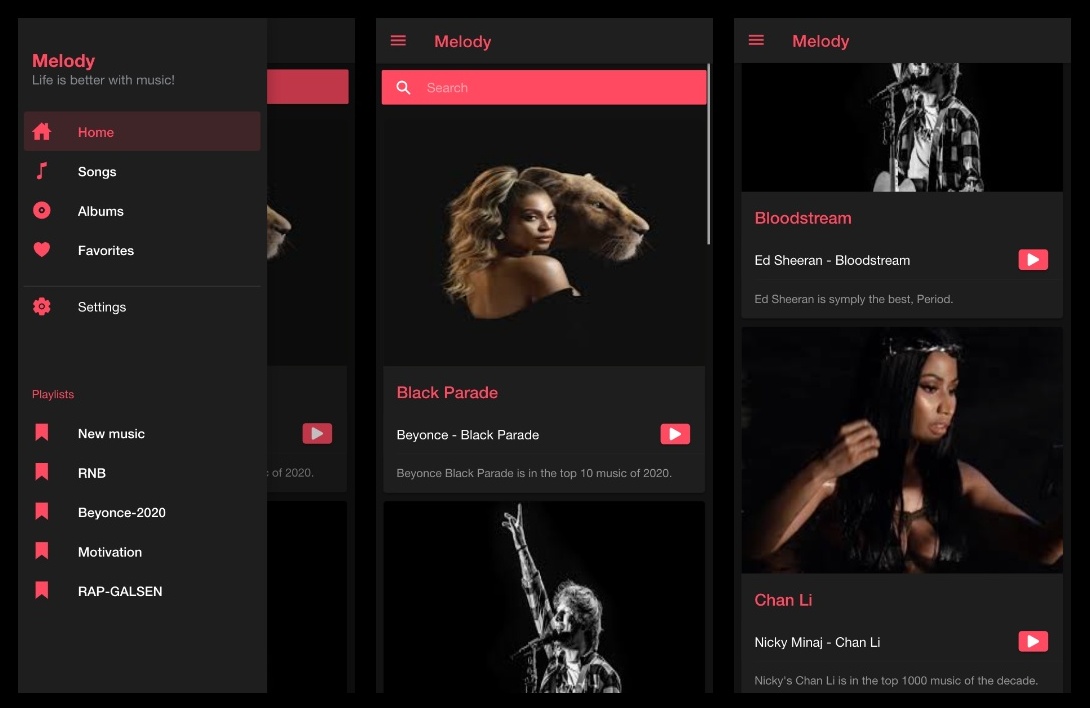 Melody
Life is better with music!
Home
Songs
Albums
Favorites
Settings
Playlists
New music
RNB
Beyonce-2020
Motivation
RAP-GALSEN
of 2020.
Melody
Search
Black Parade
Beyonce - Black Parade
Beyonce Black Parade is in the top 10 music of 2020.
Melody
Bloodstream
Ed Sheeran - Bloodstream
Ed Sheeran is symply the best, Period.
Chan Li
Nicky Minaj - Chan Li
Nicky's Chan Li is in the top 1000 music of the decade.